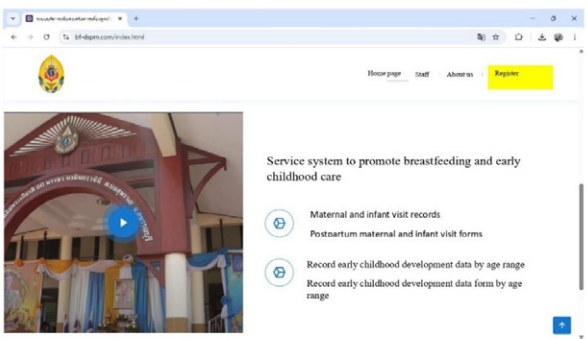 bf-dspm.com/index.html
Home page Staff About us Register
Service system to promote breastfeeding and early
childhood care
Maternal and infant visit records
Postpartum maternal and infant visit forms
Record early childhood development data by age range
Record early childhood development data form by age
range